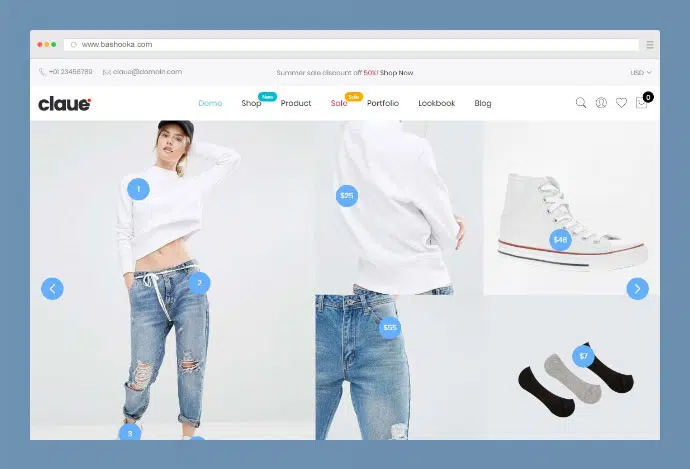 www.bashooka.com
+01 23456789 claue@domain.com Summer sale discount off 50%! Shop Now USD
claue Demo Shop New Product Sale Sale Portfolio Lookbook Blog 0
1
$25
$48
2
$55
$7
3